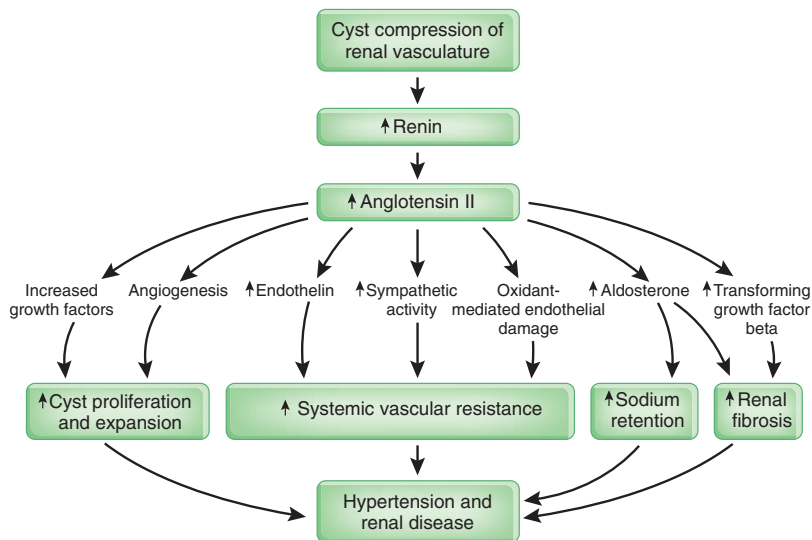 Cyst compression of
renal vasculature
↑Renin
↑Anglotensin II
Increased
growth factors
Angiogenesis
↑Endothelin
↑Sympathetic
activity
Oxidant-
mediated endothelial
damage
↑Aldosterone
↑Transforming
growth factor
beta
↑Cyst proliferation
and expansion
↑ Systemic vascular resistance
↑Sodium
retention
↑Renal
fibrosis
Hypertension and
renal disease